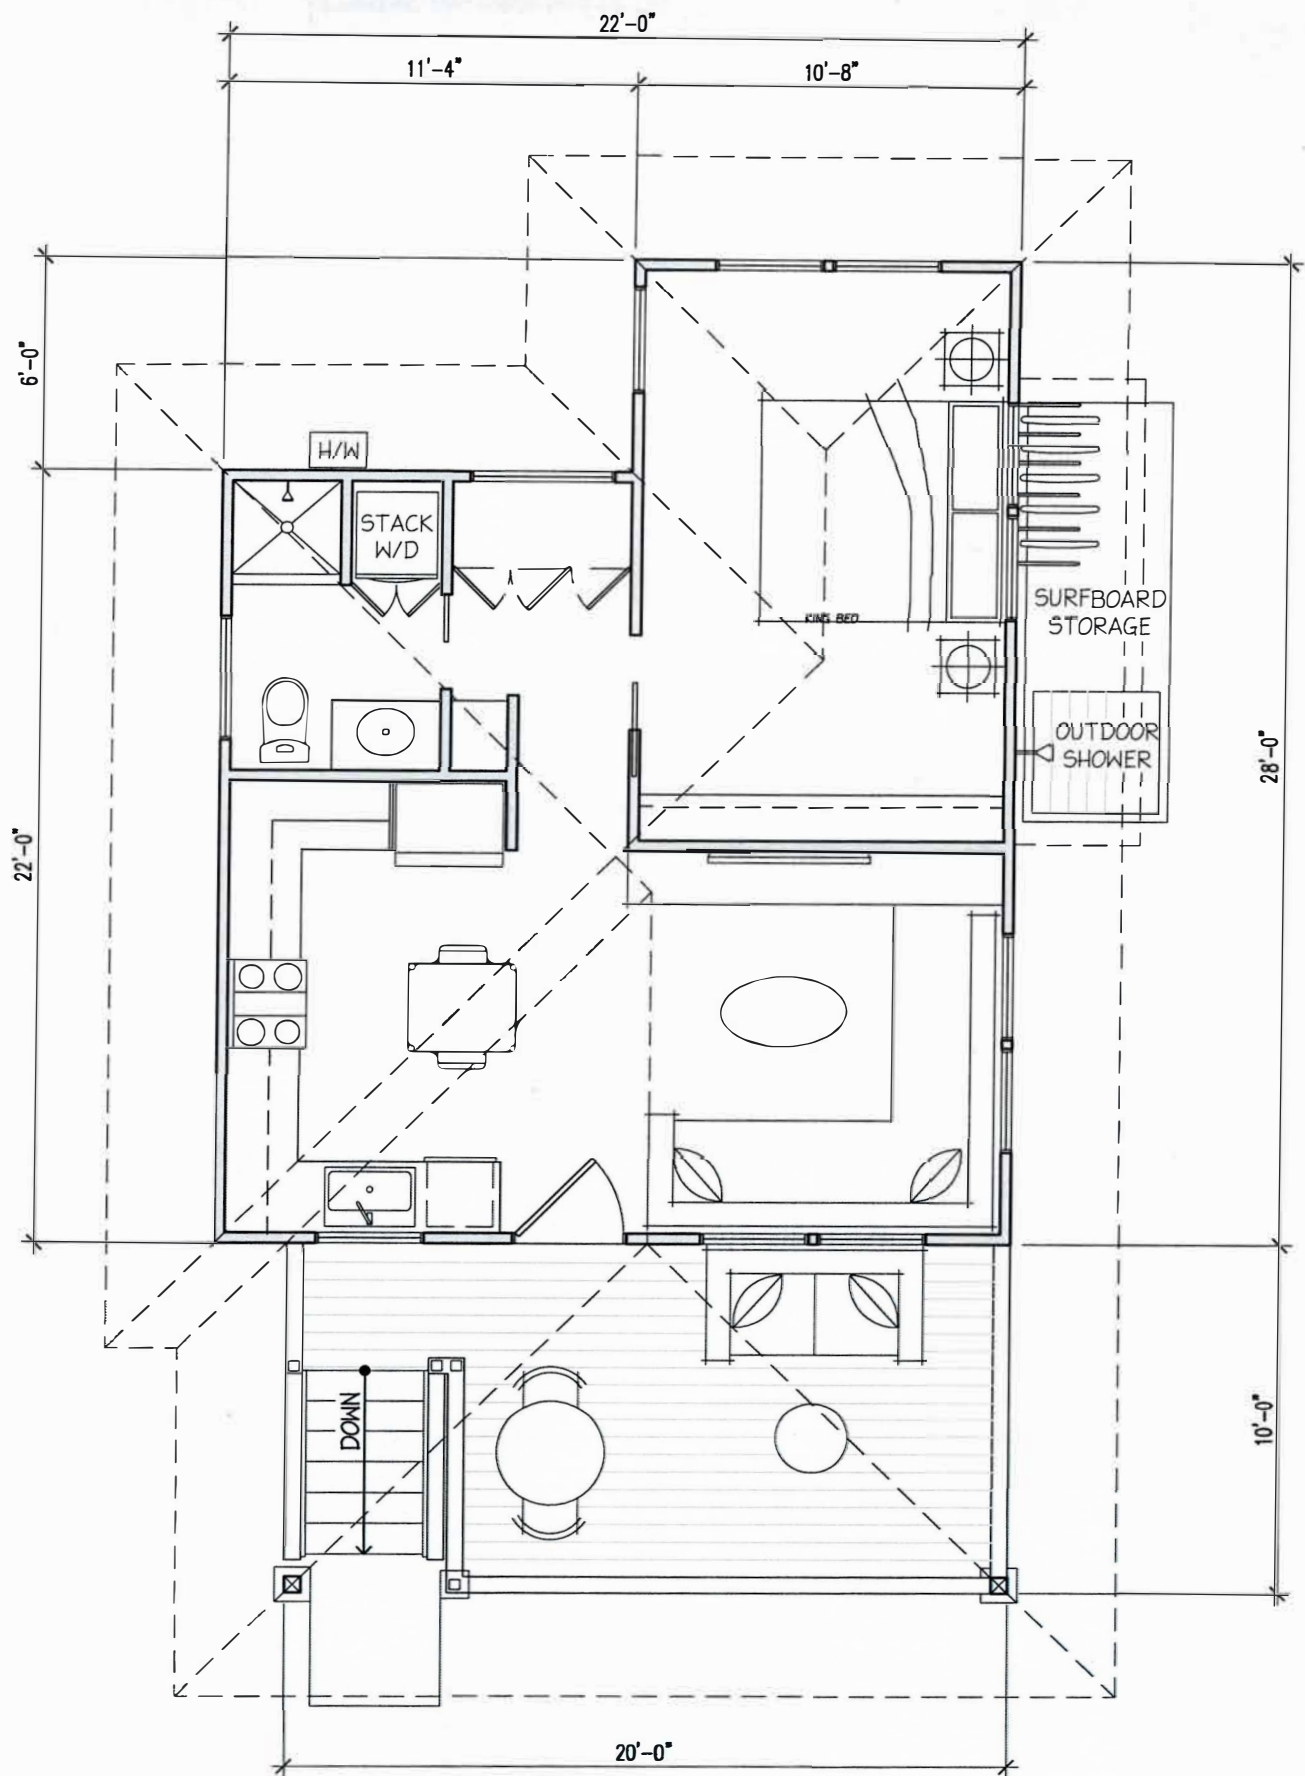 22'-0"
11'-4"
10'-8"
6'-0"
H/W
STACK
W/D
KING BED
SURFBOARD
STORAGE
OUTDOOR
SHOWER
28'-0"
22'-0"
DOWN
10'-0"
20'-0"